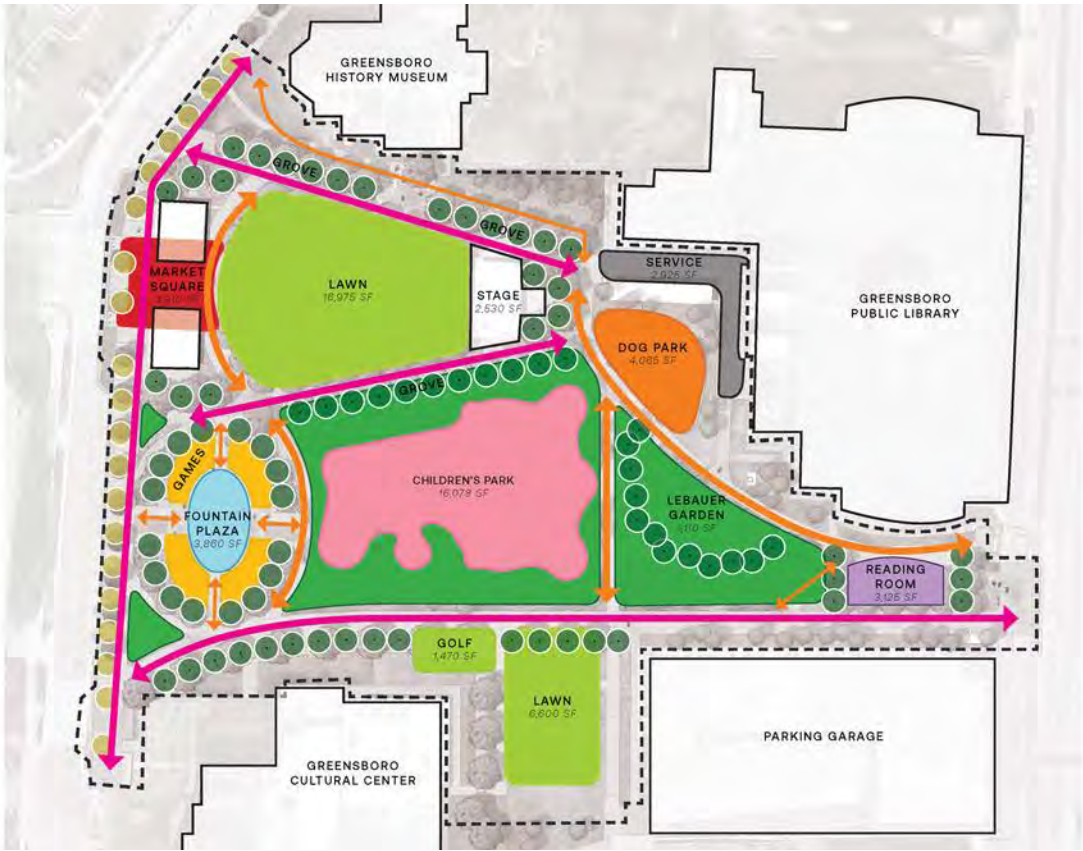 GREENSBORO
HISTORY MUSEUM
GROVE
GROVE
SERVICE
2,925 SF
MARKET
SQUARE
LAWN
16,975 SF
STAGE
2,530 SF
GREENSBORO
PUBLIC LIBRARY
DOG PARK
4,065 SF
GROVE
GAMES
CHILDREN'S PARK
16,078 SF
LEBAUER
GARDEN
FOUNTAIN
PLAZA
3,860 SF
READING
ROOM
3,125 SF
GOLF
1,470 SF
LAWN
6,600 SF
PARKING GARAGE
GREENSBORO
CULTURAL CENTER